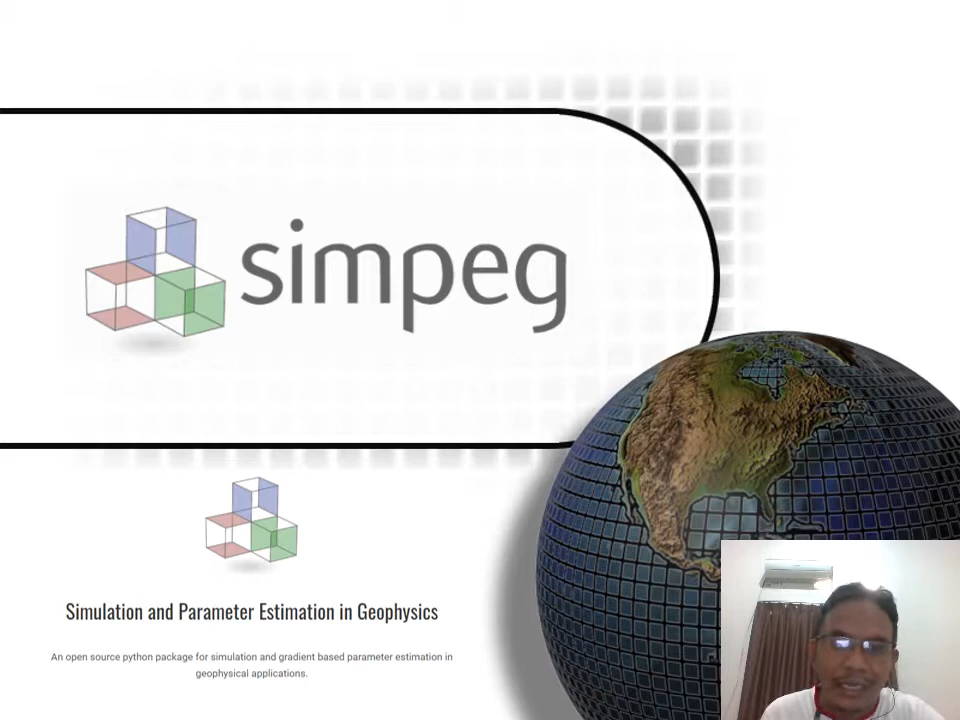 simpeg
Simulation and Parameter Estimation in Geophysics
An open source python package for simulation and gradient based parameter estimation in
geophysical applications.